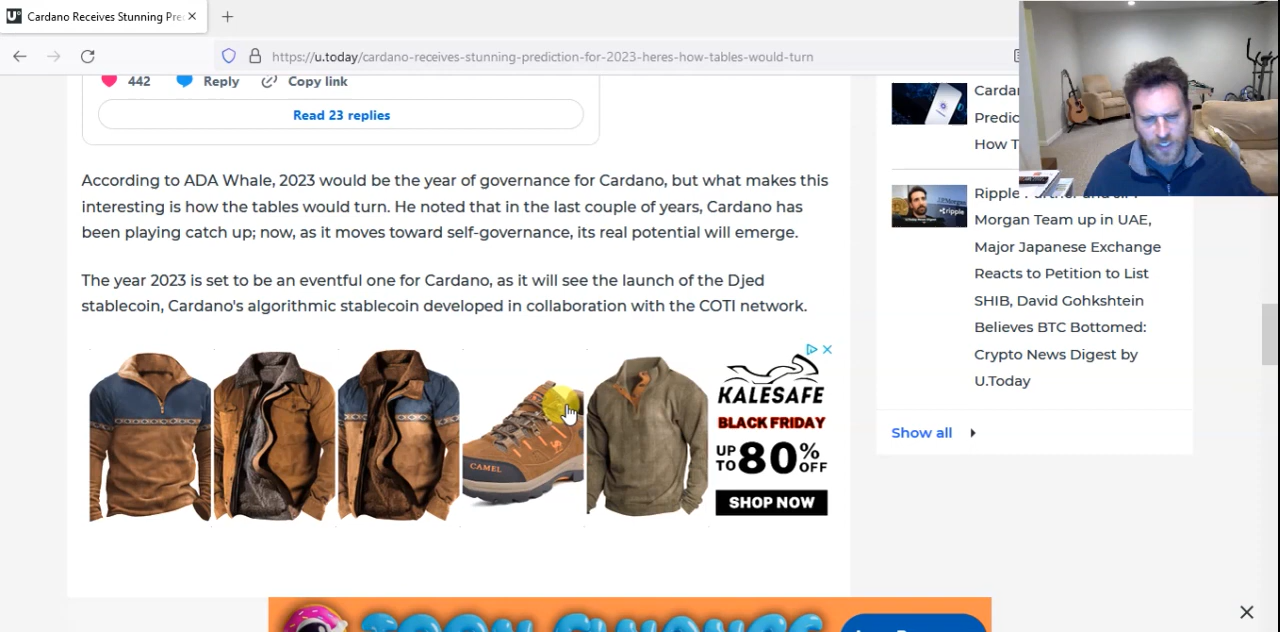 Cardano Receives Stunning Pre
https://u.today/cardano-receives-stunning-prediction-for-2023-heres-how-tables-would-turn
442 Reply Copy link
Read 23 replies
According to ADA Whale, 2023 would be the year of governance for Cardano, but what makes this
interesting is how the tables would turn. He noted that in the last couple of years, Cardano has
been playing catch up; now, as it moves toward self-governance, its real potential will emerge.
The year 2023 is set to be an eventful one for Cardano, as it will see the launch of the Djed
stablecoin, Cardano's algorithmic stablecoin developed in collaboration with the COTI network.
CAMEL
KALESAFE
BLACK FRIDAY
UP TO 80% OFF
SHOP NOW
Cardan
Predic
How T
Ripple
Morgan Team up in UAE,
Major Japanese Exchange
Reacts to Petition to List
SHIB, David Gohkshtein
Believes BTC Bottomed:
Crypto News Digest by
U.Today
Show all